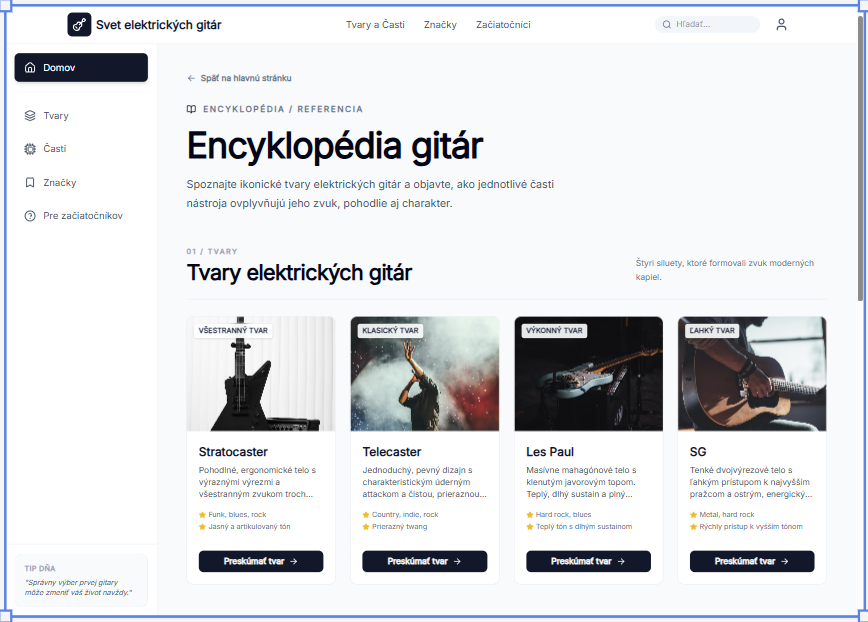 Svet elektrických gitár
Tvary a Časti
Značky
Začiatočníci
Hľadať...
Domov
Tvary
Časti
Značky
Pre začiatočníkov
TIP DŇA
"Správny výber prvej gitary
môže zmeniť váš život navždy."
← Späť na hlavnú stránku
ENCYKLOPÉDIA / REFERENCIA
Encyklopédia gitár
Spoznajte ikonické tvary elektrických gitár a objavte, ako jednotlivé časti
nástroja ovplyvňujú jeho zvuk, pohodlie aj charakter.
01 / TVARY
Tvary elektrických gitár
Štyri siluety, ktoré formovali zvuk moderných
kapiel.
VŠESTRANNÝ TVAR
Stratocaster
Pohodlné, ergonomické telo s
výraznými výrezmi a
všestranným zvukom troch...
Funk, blues, rock
Jasný a artikulovaný tón
Preskúmať tvar →
KLASICKÝ TVAR
Telecaster
Jednoduchý, pevný dizajn s
charakteristickým úderným
attackom a čistou, prieraznou...
Country, indie, rock
Prierazný twang
Preskúmať tvar →
VÝKONNÝ TVAR
Les Paul
Masívne mahagónové telo s
klenutým javorovým topom.
Teplý, dlhý sustain a plný...
Hard rock, blues
Teplý tón s dlhým sustainom
Preskúmať tvar →
ĽAHKÝ TVAR
SG
Tenké dvojvýrezové telo s
ľahkým prístupom k najvyšším
pražcom a ostrým, energický...
Metal, hard rock
Rýchly prístup k vyšším tónom
Preskúmať tvar →